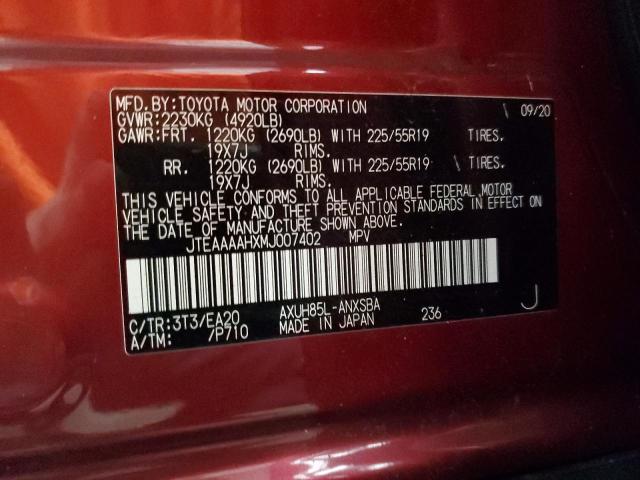 MFD.BY:TOYOTA MOTOR CORPORATION 09/20
GVWR:2230KG (4920LB)
GAWR:FRT. 1220KG (2690LB) WITH 225/55R19 TIRES.
19X7J RIMS.
RR. 1220KG (2690LB) WITH 225/55R19 TIRES.
19X7J RIMS.
THIS VEHICLE CONFORMS TO ALL APPLICABLE FEDERAL MOTOR
VEHICLE SAFETY AND THEFT PREVENTION STANDARDS IN EFFECT ON
THE DATE OF MANUFACTURE SHOWN ABOVE.
JTEAAAAHXMJ007402 MPV
C/TR:3T3/EA20 AXUH85L-ANXSBA
A/TM: /P710 MADE IN JAPAN 236 J